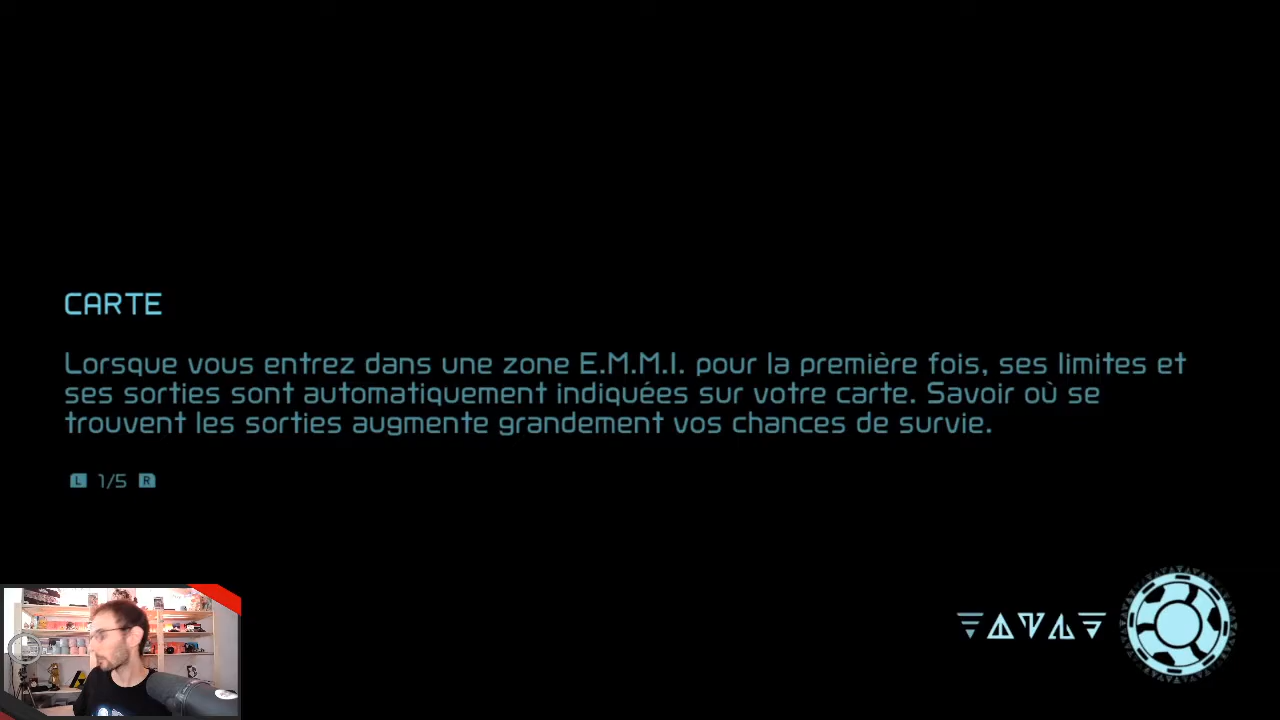 CARTE
Lorsque vous entrez dans une zone E.M.M.I. pour la première fois, ses limites et
ses sorties sont automatiquement indiquées sur votre carte. Savoir où se
trouvent les sorties augmente grandement vos chances de survie.
L 1/5 R